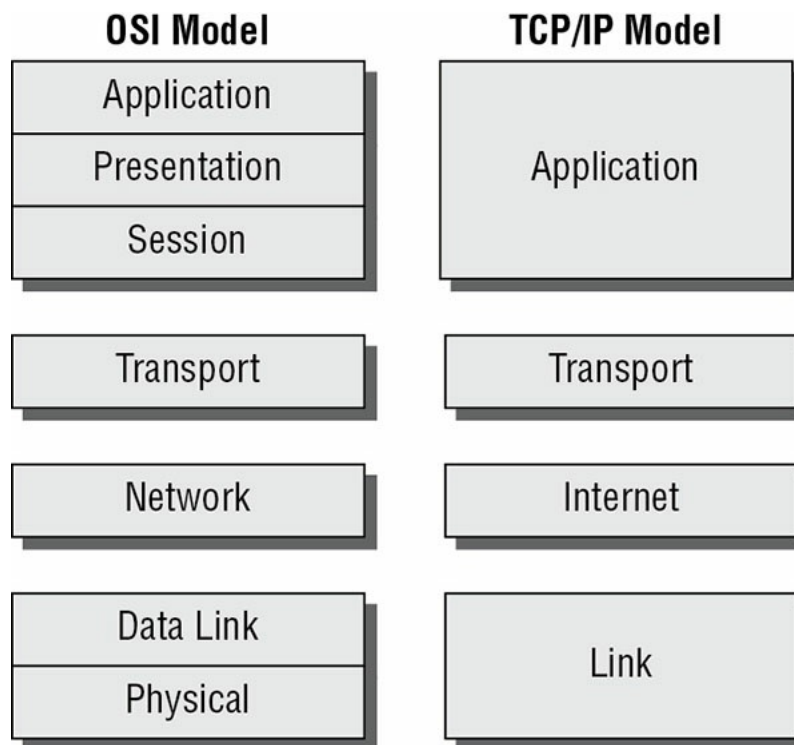 OSI Model
Application
Presentation
Session
Transport
Network
Data Link
Physical
TCP/IP Model
Application
Transport
Internet
Link